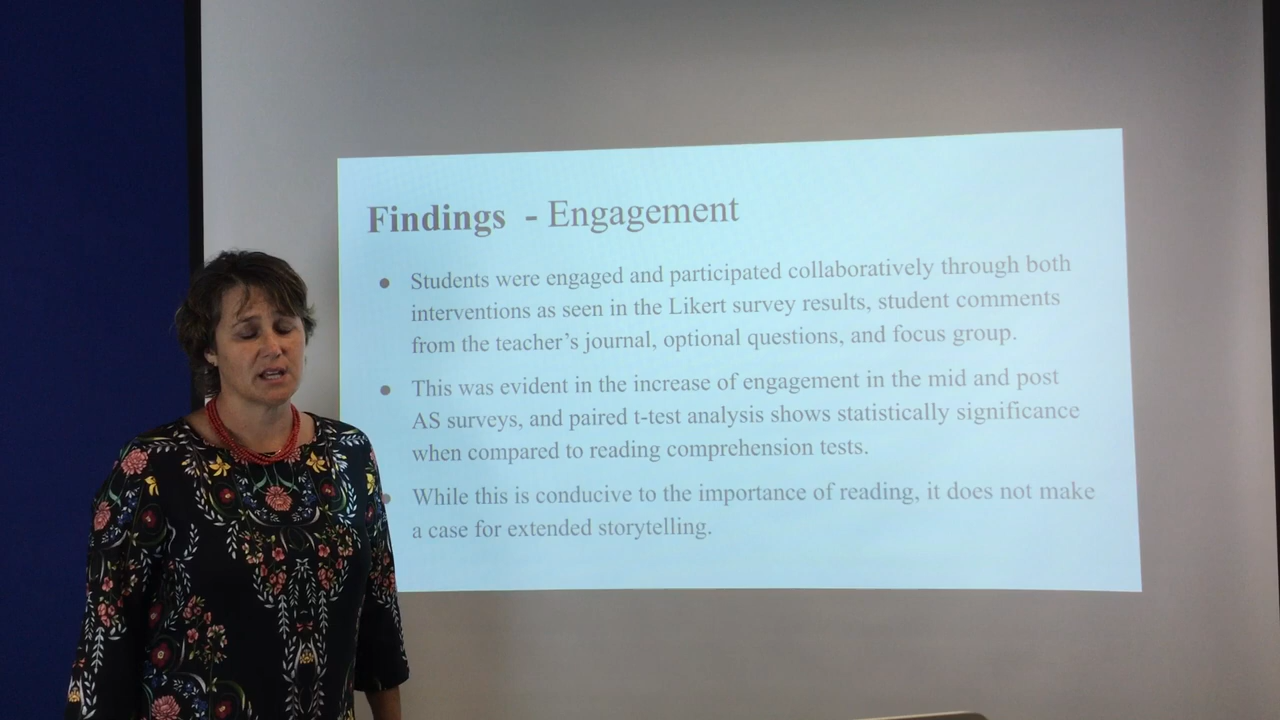 Findings - Engagement
● Students were engaged and participated collaboratively through both
interventions as seen in the Likert survey results, student comments
from the teacher's journal, optional questions, and focus group.
● This was evident in the increase of engagement in the mid and post
AS surveys, and paired t-test analysis shows statistically significance
when compared to reading comprehension tests.
● While this is conducive to the importance of reading, it does not make
a case for extended storytelling.